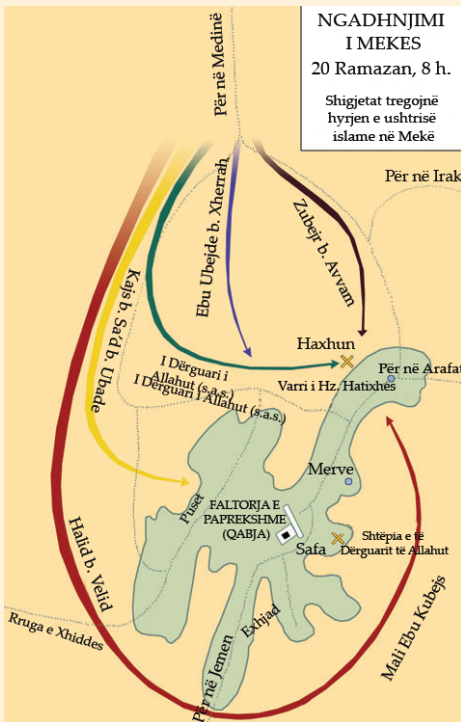 NGADHNJIMI
I MEKES
20 Ramazan, 8 h.
Shigjetat tregojnë
hyrjen e ushtrisë
islame në Mekë
Për në Medinë
Për në Irak
Zubejr b. Avvam
Ebu Ubejde b. Xherrah
Kajs b. Sa'd b. Ubade
Haxhun
I Dërguari i
Allahut (s.a.s.)
I Dërguari i Allahut (s.a.s.)
Për në Arafat
Varri i Hz. Hatixhës
Merve
Puset
FALTORJA E
PAPREKSHME
(QABJA)
Safa
Shtëpia e të
Dërguarit të Allahut
Halid b. Velid
Exhjad
Mali Ebu Kubejs
Rruga e Xhiddes
Për në Jemen